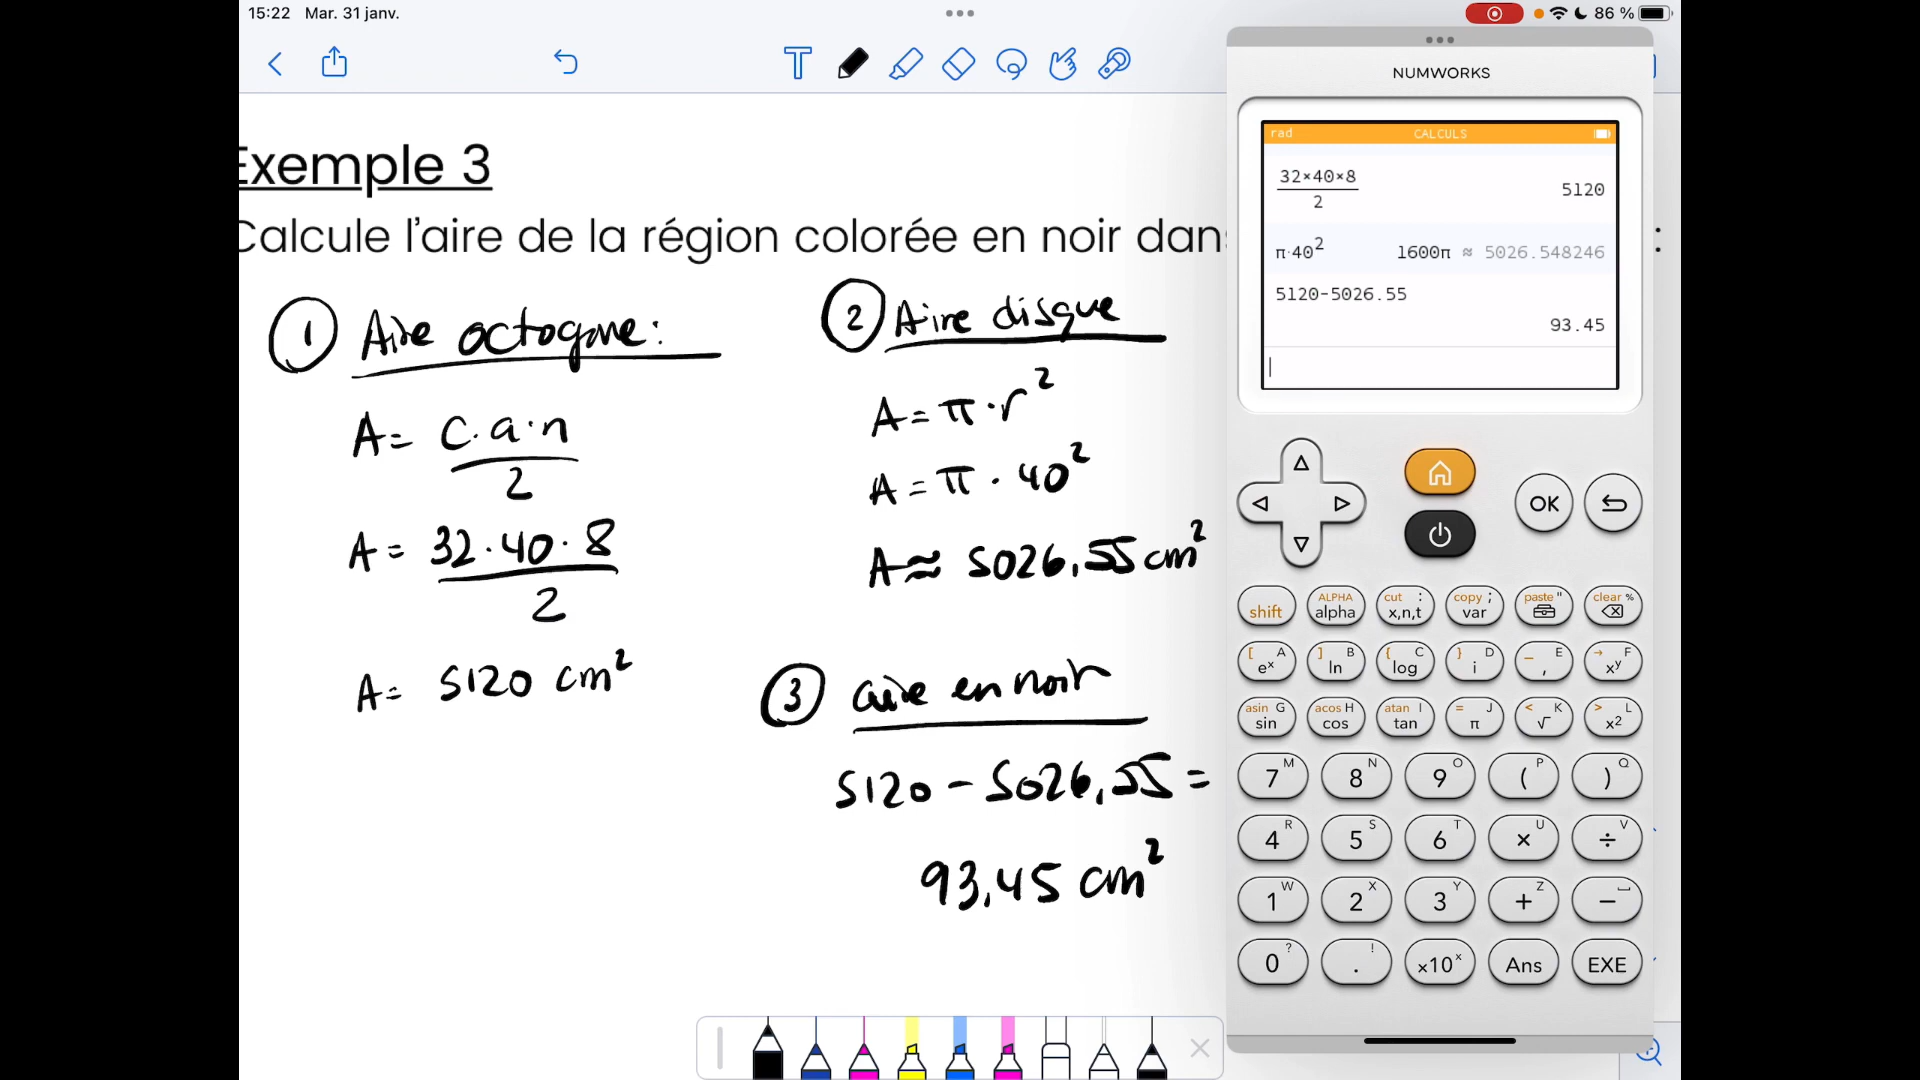 15:22 Mar. 31 janv.
86 %
NUMWORKS
rad CALCULS
32×40×8
2
5120
π·40² 1600π ≈ 5026.548246
5120-5026.55
93.45
Exemple 3
Calcule l'aire de la région colorée en noir dans :
① Aire octogone:
A= c·a·n
2
A= 32·40·8
2
A= 5120 cm²
② Aire disque
A=π·r²
A=π·40²
A≈ 5026,55 cm²
③ aire en noir
5120-5026,55=
93,45 cm²
OK
shift ALPHA alpha cut : x,n,t copy ; var paste " clear %
[ A eˣ ] B ln { C log } D i _ E , → F xʸ
asin G sin acos H cos atan I tan = J π < K √ > L x²
7 M 8 N 9 O ( P ) Q
4 R 5 S 6 T × U ÷ V
1 W 2 X 3 Y + Z −
0 ? . ! ×10ˣ Ans EXE